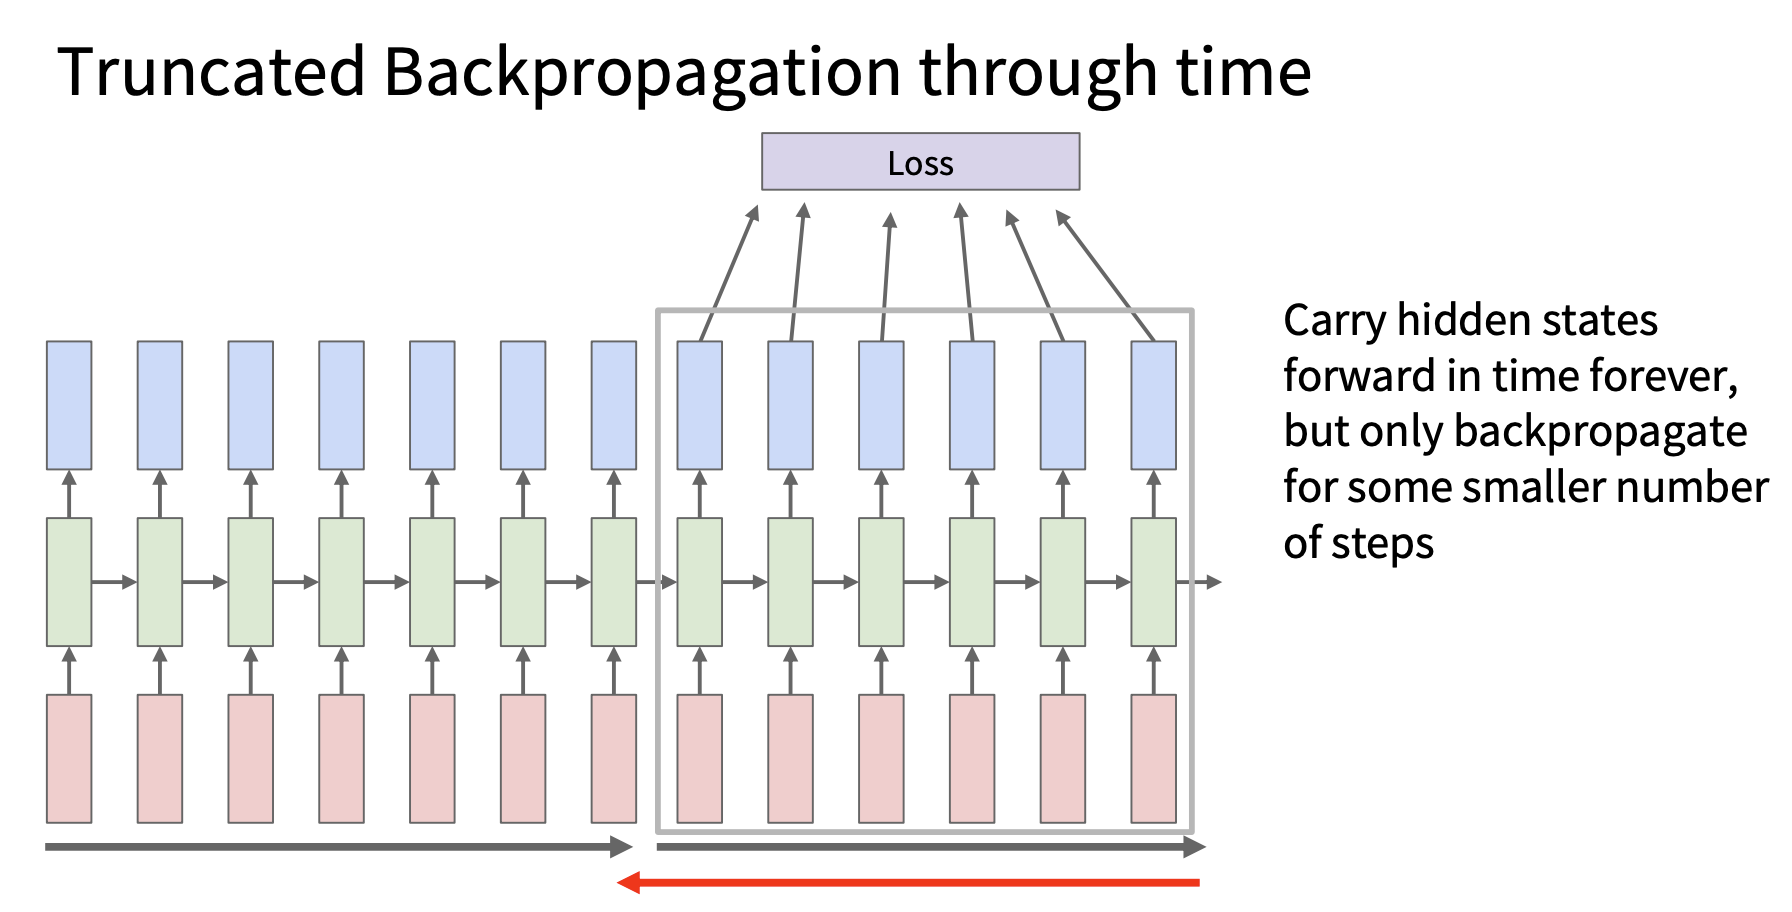 Truncated Backpropagation through time
Loss
Carry hidden states
forward in time forever,
but only backpropagate
for some smaller number
of steps